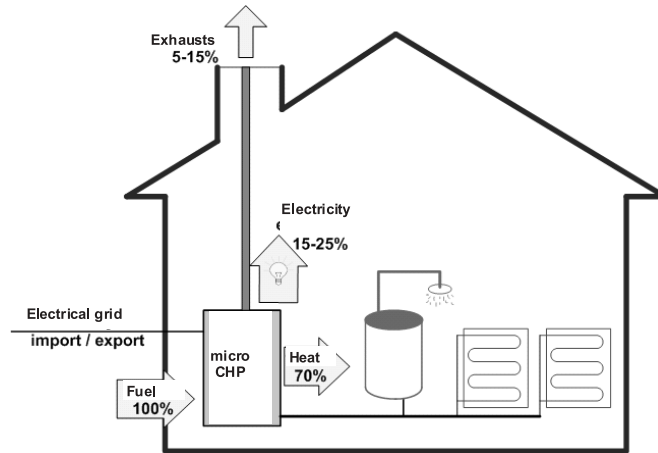 Exhausts
5-15%
Electricity
15-25%
Electrical grid
import / export
micro
CHP
Heat
70%
Fuel
100%